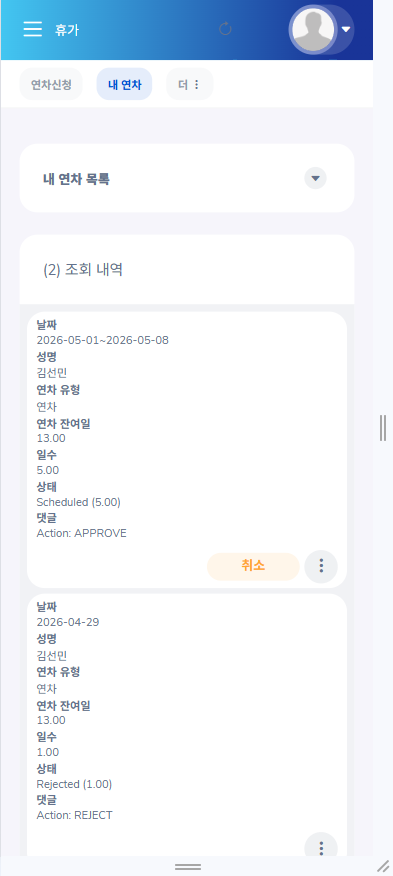 휴가
연차신청 내 연차 더
내 연차 목록
(2) 조회 내역
날짜
2026-05-01~2026-05-08
성명
김선민
연차 유형
연차
연차 잔여일
13.00
일수
5.00
상태
Scheduled (5.00)
댓글
Action: APPROVE
취소
날짜
2026-04-29
성명
김선민
연차 유형
연차
연차 잔여일
13.00
일수
1.00
상태
Rejected (1.00)
댓글
Action: REJECT